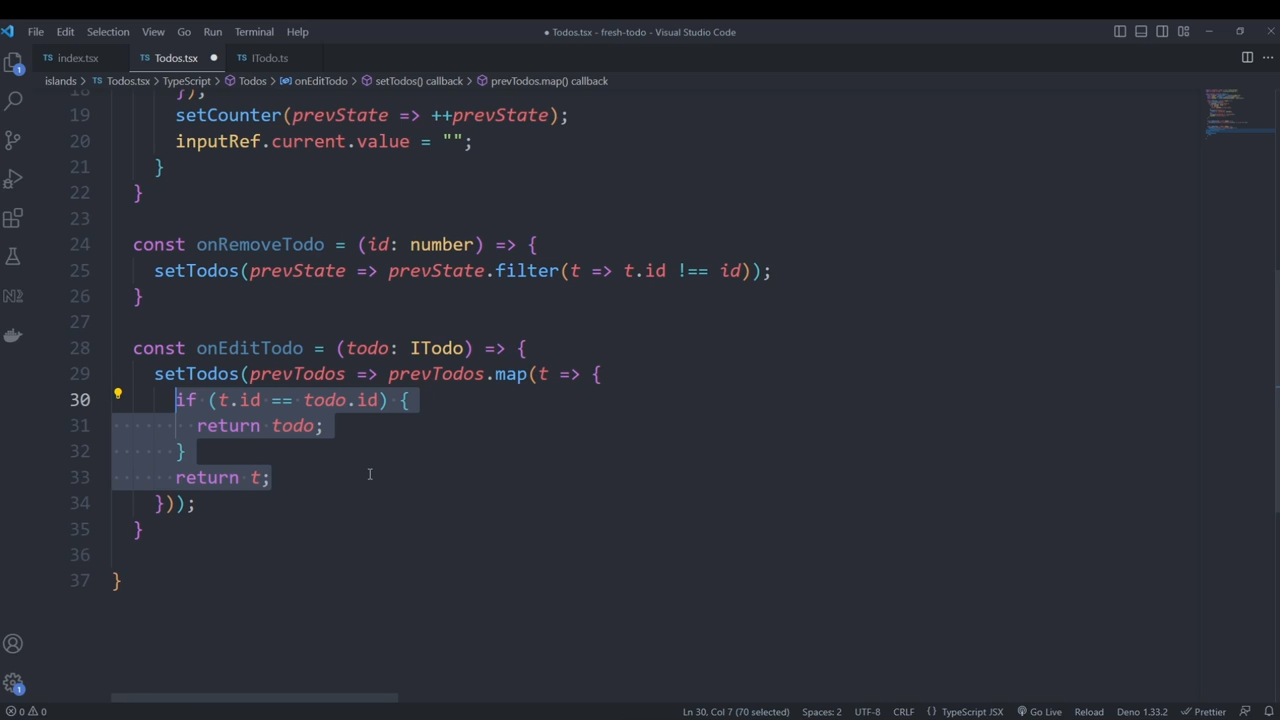 File Edit Selection View Go Run Terminal Help
● Todos.tsx - fresh-todo - Visual Studio Code
TS index.tsx TS Todos.tsx ● TS ITodo.ts
islands > TS Todos.tsx > TypeScript > Todos > onEditTodo > setTodos() callback > prevTodos.map() callback
18 });
19 setCounter(prevState => ++prevState);
20 inputRef.current.value = "";
21 }
22 }
23
24 const onRemoveTodo = (id: number) => {
25 setTodos(prevState => prevState.filter(t => t.id !== id));
26 }
27
28 const onEditTodo = (todo: ITodo) => {
29 setTodos(prevTodos => prevTodos.map(t => {
30 if (t.id == todo.id) {
31 return todo;
32 }
33 return t;
34 }));
35 }
36
37 }
1
1
0 0 Ln 30, Col 7 (70 selected) Spaces: 2 UTF-8 CRLF {} TypeScript JSX Go Live Reload Deno 1.33.2 Prettier